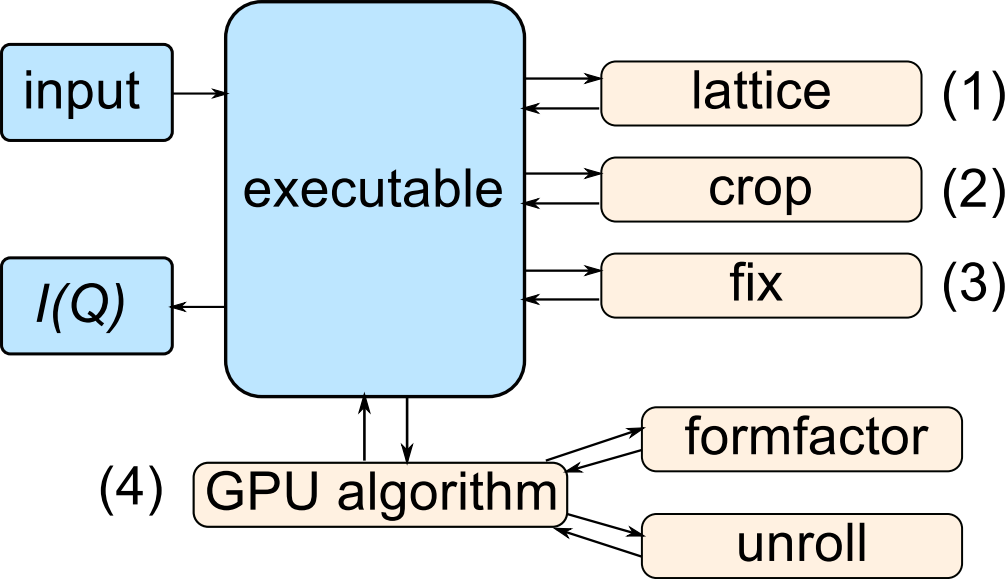 input
lattice (1)
executable
crop (2)
I(Q)
fix (3)
formfactor
(4) GPU algorithm
unroll